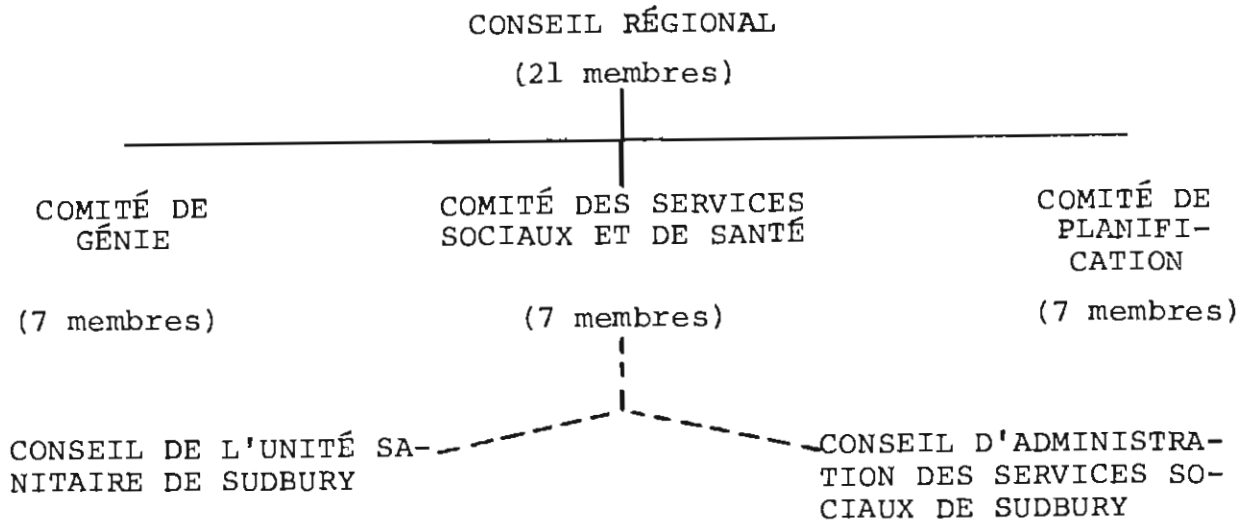 CONSEIL RÉGIONAL
(21 membres)
COMITÉ DE
GÉNIE
(7 membres)
COMITÉ DES SERVICES
SOCIAUX ET DE SANTÉ
(7 membres)
COMITÉ DE
PLANIFI-
CATION
(7 membres)
CONSEIL DE L'UNITÉ SA-
NITAIRE DE SUDBURY
CONSEIL D'ADMINISTRA-
TION DES SERVICES SO-
CIAUX DE SUDBURY